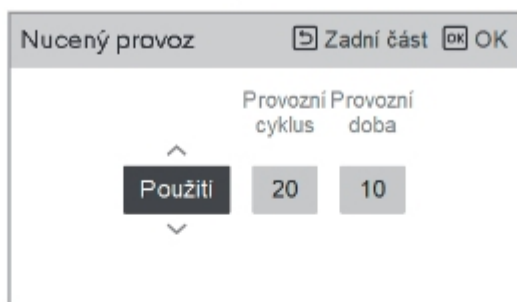 Nucený provoz Zadní část OK OK
Provozní Provozní
cyklus doba
Použití 20 10